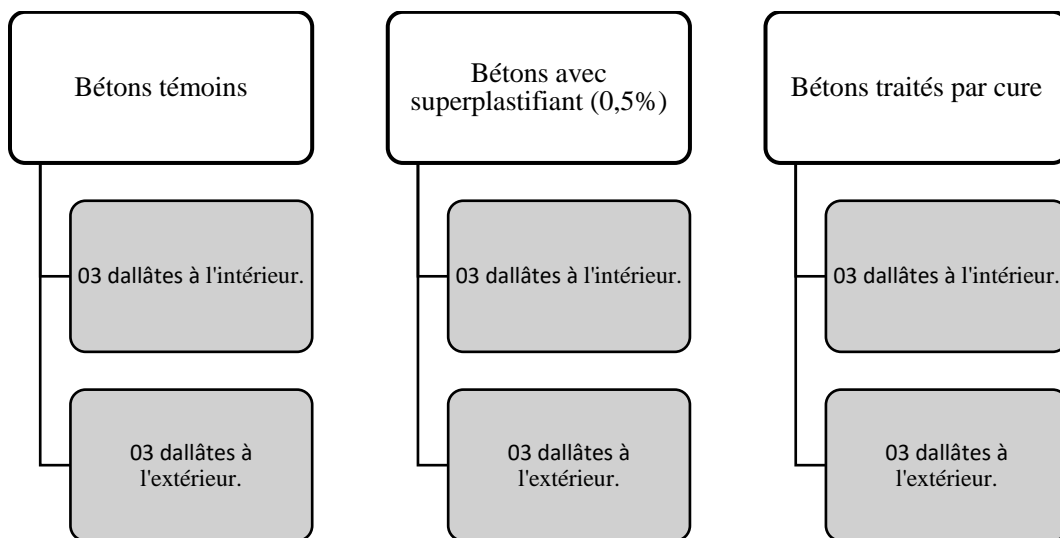 Bétons témoins
03 dallâtes à l'intérieur.
03 dallâtes à
l'extérieur.
Bétons avec
superplastifiant (0,5%)
03 dallâtes à l'intérieur.
03 dallâtes à
l'extérieur.
Bétons traités par cure
03 dallâtes à l'intérieur.
03 dallâtes à
l'extérieur.